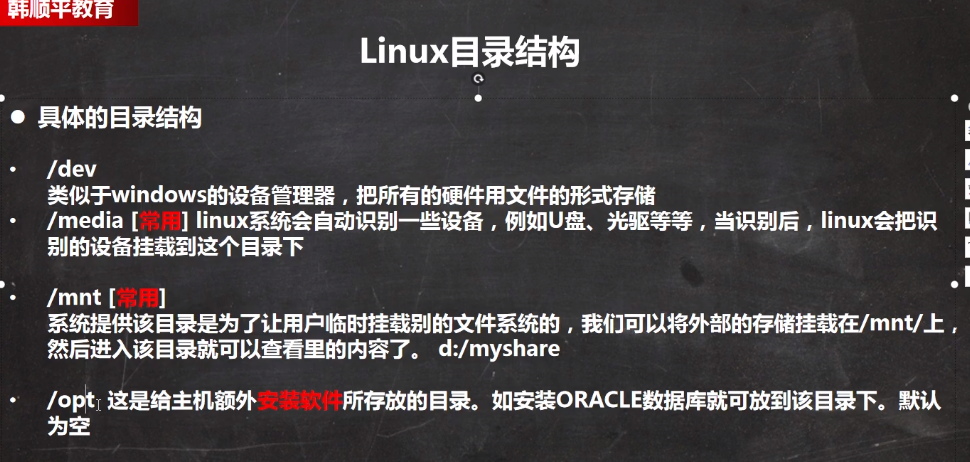 韩顺平教育
Linux目录结构
● 具体的目录结构
• /dev
类似于windows的设备管理器，把所有的硬件用文件的形式存储
• /media [常用] linux系统会自动识别一些设备，例如U盘、光驱等等，当识别后，linux会把识
别的设备挂载到这个目录下
• /mnt [常用]
系统提供该目录是为了让用户临时挂载别的文件系统的，我们可以将外部的存储挂载在/mnt/上，
然后进入该目录就可以查看里的内容了。 d:/myshare
• /opt 这是给主机额外安装软件所存放的目录。如安装ORACLE数据库就可放到该目录下。默认
为空